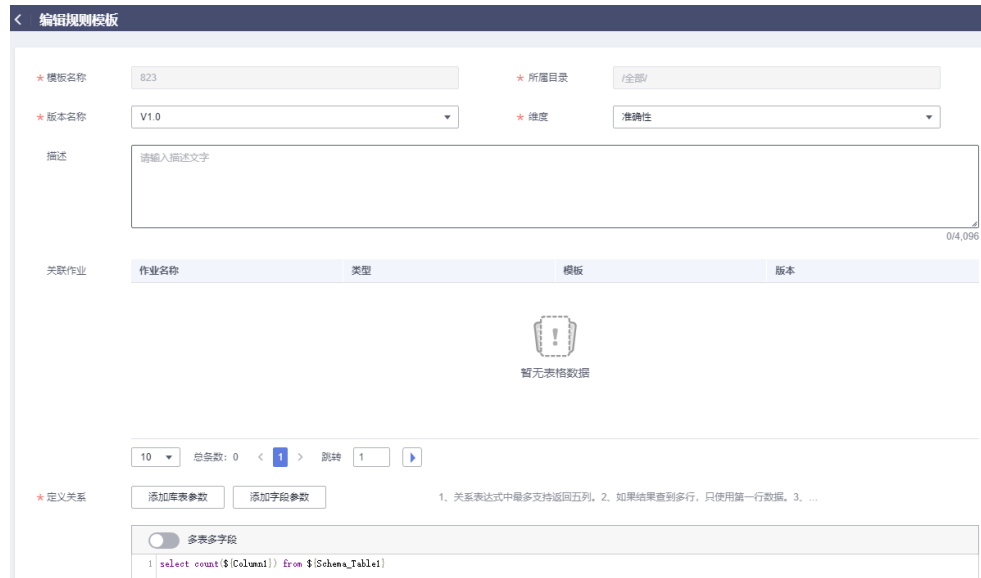 编辑规则模板
* 模板名称 823 * 所属目录 /全部/
* 版本名称 V1.0 * 维度 准确性
描述 请输入描述文字
0/4,096
关联作业 作业名称 类型 模板 版本
暂无表格数据
10 总条数: 0 < 1 > 跳转 1
* 定义关系 添加库表参数 添加字段参数 1、关系表达式中最多支持返回五列。2、如果结果查到多行，只使用第一行数据。3、...
多表多字段
1 select count(${Column1}) from ${Schema_Table1}